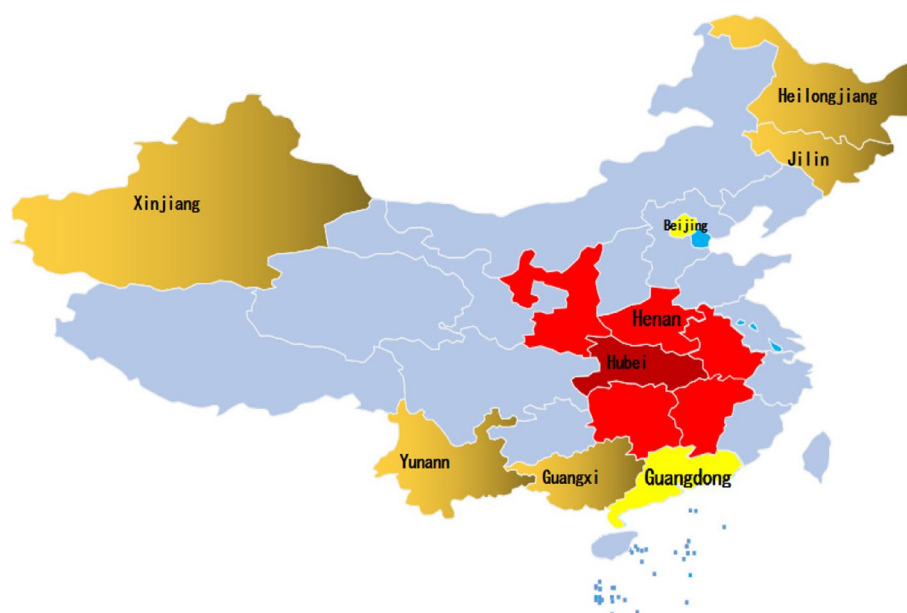 Heilongjiang
Jilin
Xinjiang
Beijing
Henan
Hubei
Yunann
Guangxi
Guangdong